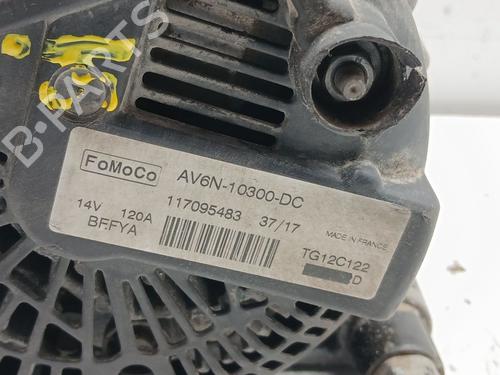 B-PARTS
FoMoCo
AV6N-10300-DC
14V 120A 117095483 37/17
BFFYA
MADE IN FRANCE
TG12C122
D